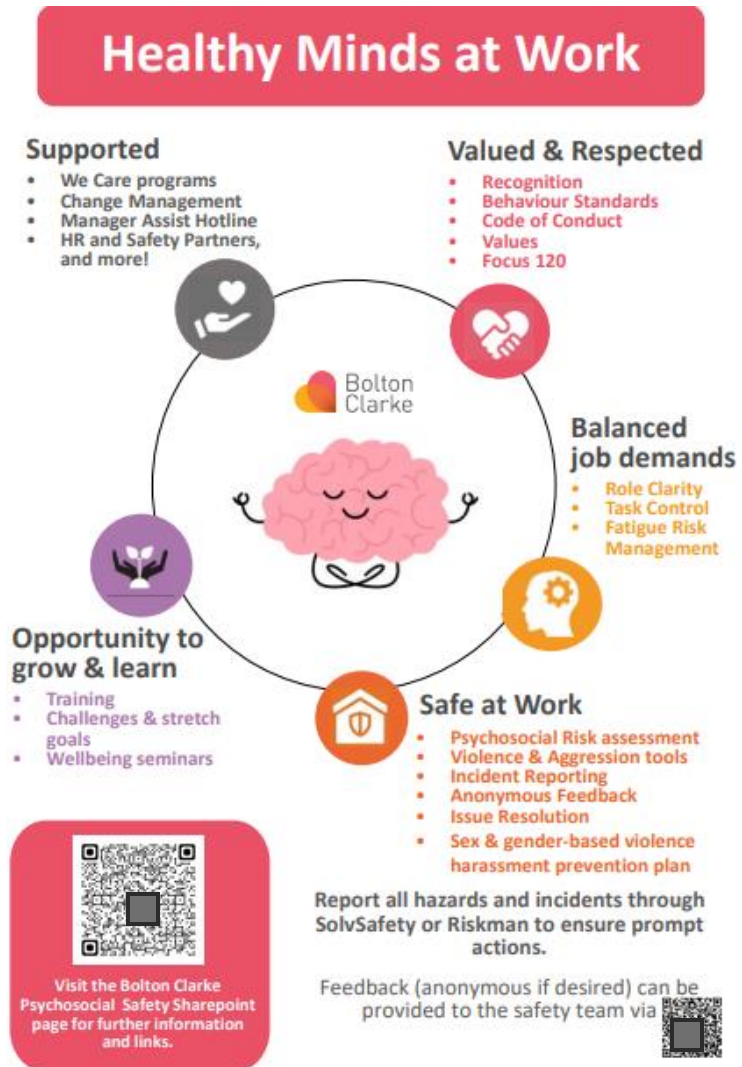 Healthy Minds at Work
Supported
• We Care programs
• Change Management
• Manager Assist Hotline
• HR and Safety Partners,
and more!
Valued & Respected
• Recognition
• Behaviour Standards
• Code of Conduct
• Values
• Focus 120
Bolton
Clarke
Balanced
job demands
• Role Clarity
• Task Control
• Fatigue Risk
Management
Opportunity to
grow & learn
• Training
• Challenges & stretch
goals
• Wellbeing seminars
Safe at Work
• Psychosocial Risk assessment
• Violence & Aggression tools
• Incident Reporting
• Anonymous Feedback
• Issue Resolution
• Sex & gender-based violence
harassment prevention plan
Report all hazards and incidents through
SolvSafety or Riskman to ensure prompt
actions.
Feedback (anonymous if desired) can be
provided to the safety team via
Visit the Bolton Clarke
Psychosocial Safety Sharepoint
page for further information
and links.